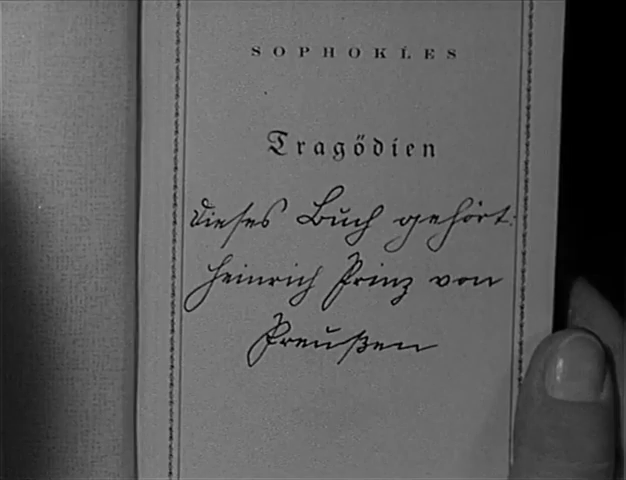 SOPHOKLES
Tragödien
Dieses Buch gehört:
Heinrich Prinz von
Preußen